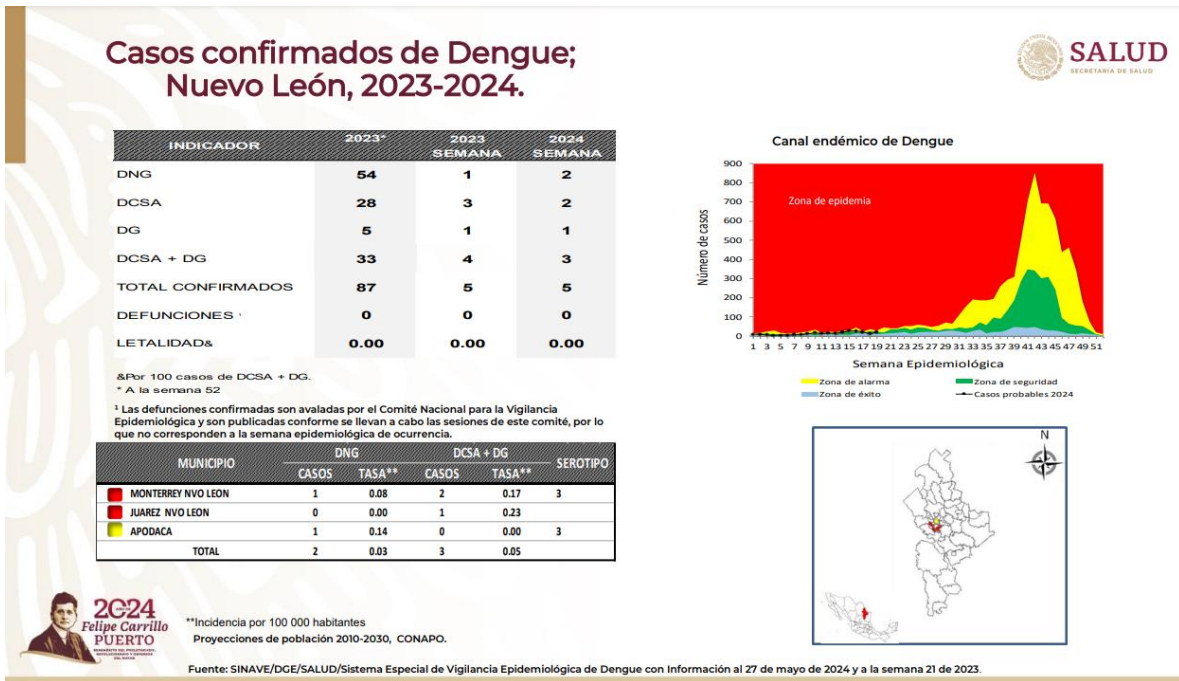 Casos confirmados de Dengue;
Nuevo León, 2023-2024.
SALUD
SECRETARÍA DE SALUD
INDICADOR 2023* 2023 SEMANA 2024 SEMANA
DNG 54 1 2
DCSA 28 3 2
DG 5 1 1
DCSA + DG 33 4 3
TOTAL CONFIRMADOS 87 5 5
DEFUNCIONES ¹ 0 0 0
LETALIDAD& 0.00 0.00 0.00
&Por 100 casos de DCSA + DG.
* A la semana 52
¹ Las defunciones confirmadas son avaladas por el Comité Nacional para la Vigilancia
Epidemiológica y son publicadas conforme se llevan a cabo las sesiones de este comité, por lo
que no corresponden a la semana epidemiológica de ocurrencia.
MUNICIPIO DNG DCSA + DG SEROTIPO
CASOS TASA** CASOS TASA**
MONTERREY NVO LEON 1 0.08 2 0.17 3
JUAREZ NVO LEON 0 0.00 1 0.23
APODACA 1 0.14 0 0.00 3
TOTAL 2 0.03 3 0.05
Canal endémico de Dengue
Número de casos
900
800
700
600
500
400
300
200
100
0
Zona de epidemia
1 3 5 7 9 11 13 15 17 19 21 23 25 27 29 31 33 35 37 39 41 43 45 47 49 51
Semana Epidemiológica
Zona de alarma Zona de seguridad
Zona de éxito Casos probables 2024
N
2024
Felipe Carrillo
PUERTO
**Incidencia por 100 000 habitantes
Proyecciones de población 2010-2030, CONAPO.
Fuente: SINAVE/DGE/SALUD/Sistema Especial de Vigilancia Epidemiológica de Dengue con Información al 27 de mayo de 2024 y a la semana 21 de 2023.